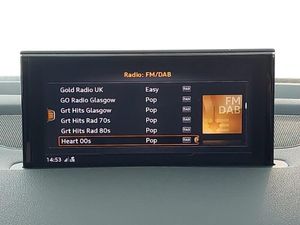 Radio: FM/DAB
Gold Radio UK Easy
GO Radio Glasgow Pop
Grt Hits Glasgow Pop
Grt Hits Rad 70s Pop
Grt Hits Rad 80s Pop
Heart 00s Pop
FM
DAB
14:53